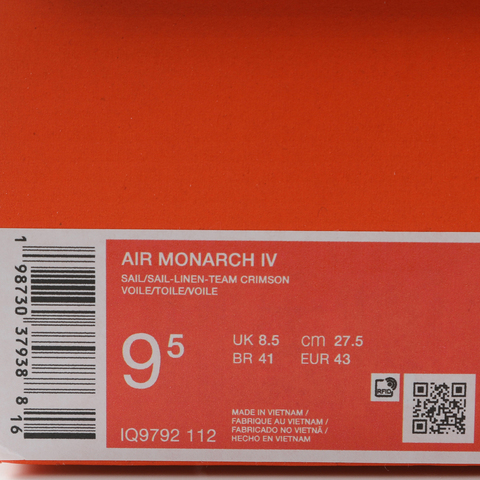 AIR MONARCH IV
SAIL/SAIL-LINEN-TEAM CRIMSON
VOILE/TOILE/VOILE
9⁵
UK 8.5 cm 27.5
BR 41 EUR 43
RFID
MADE IN VIETNAM /
FABRIQUE AU VIETNAM /
FABRICADO NO VIETNÃ /
HECHO EN VIETNAM
IQ9792 112
1 98730 37938 8 16